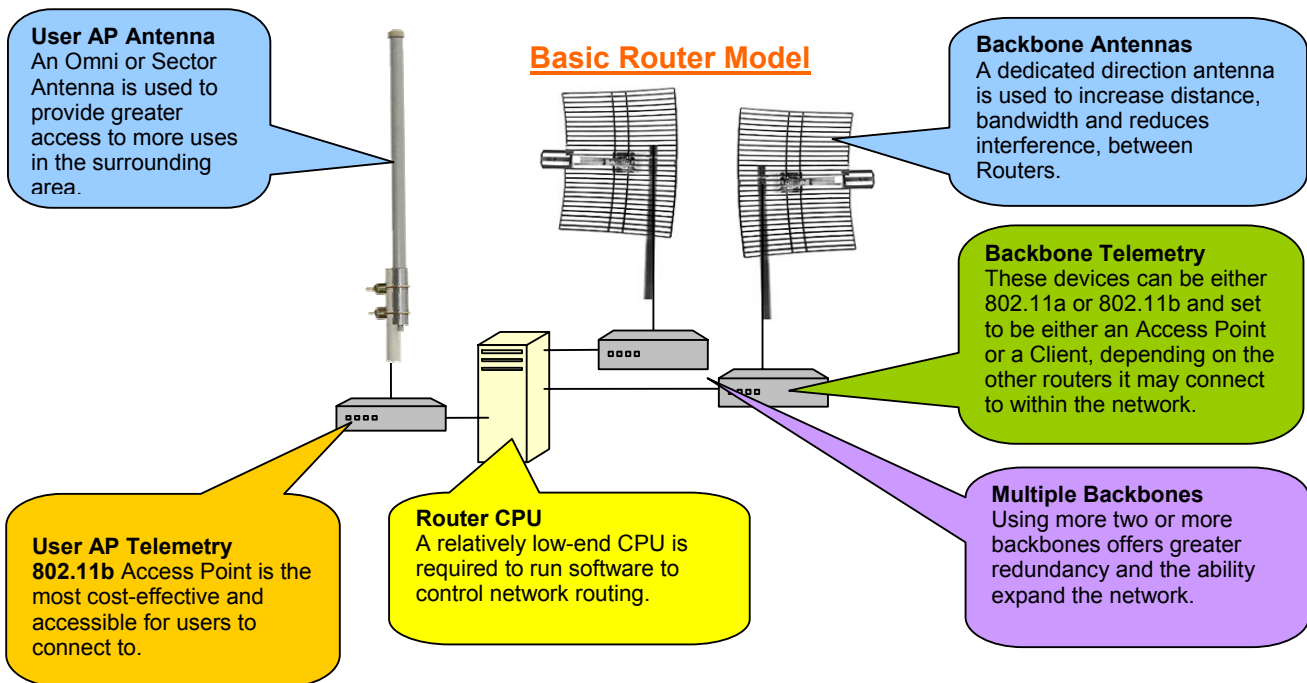 User AP Antenna
An Omni or Sector
Antenna is used to
provide greater
access to more uses
in the surrounding
area.
Basic Router Model
Backbone Antennas
A dedicated direction antenna
is used to increase distance,
bandwidth and reduces
interference, between
Routers.
Backbone Telemetry
These devices can be either
802.11a or 802.11b and set
to be either an Access Point
or a Client, depending on the
other routers it may connect
to within the network.
User AP Telemetry
802.11b Access Point is the
most cost-effective and
accessible for users to
connect to.
Router CPU
A relatively low-end CPU is
required to run software to
control network routing.
Multiple Backbones
Using more two or more
backbones offers greater
redundancy and the ability
expand the network.